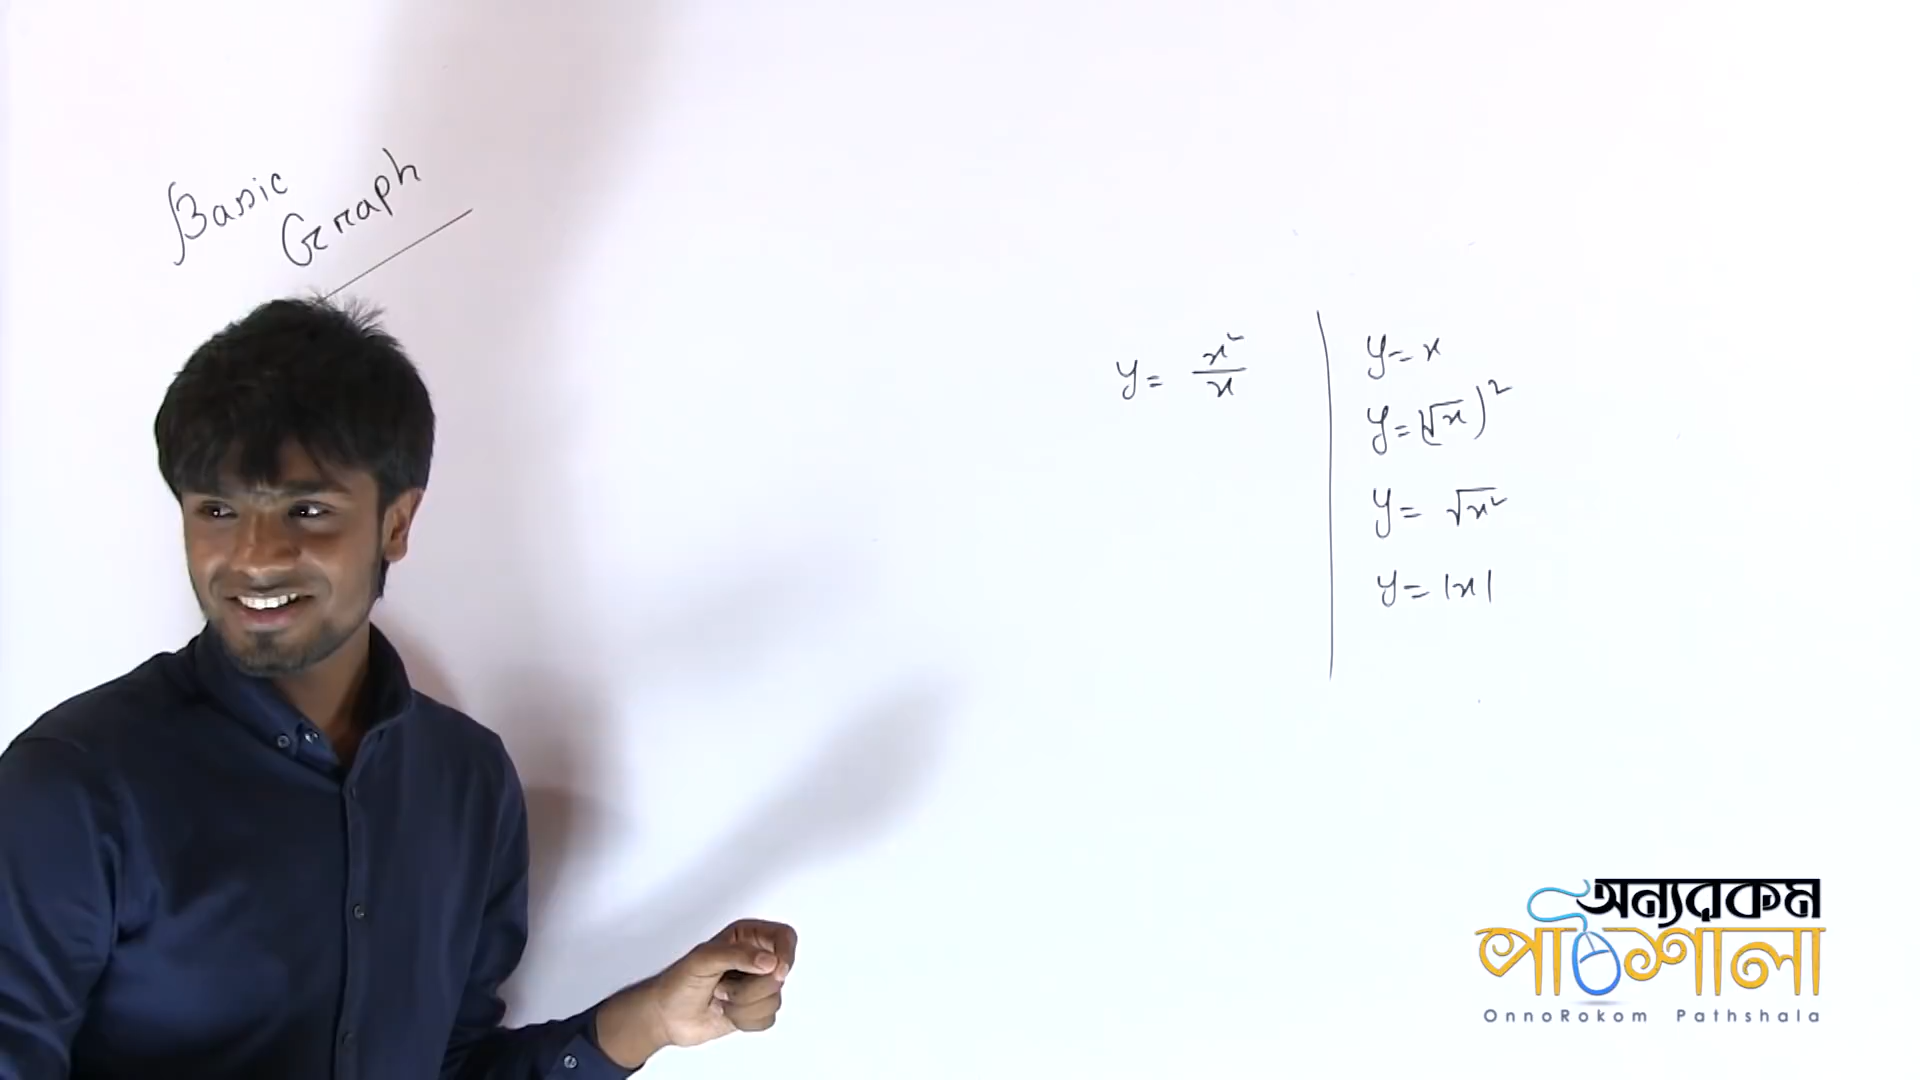 Basic
Graph
y = x²/x
y = x
y = (√x)²
y = √x²
y = |x|
অন্যরকম
পাঠশালা
OnnoRokom Pathshala